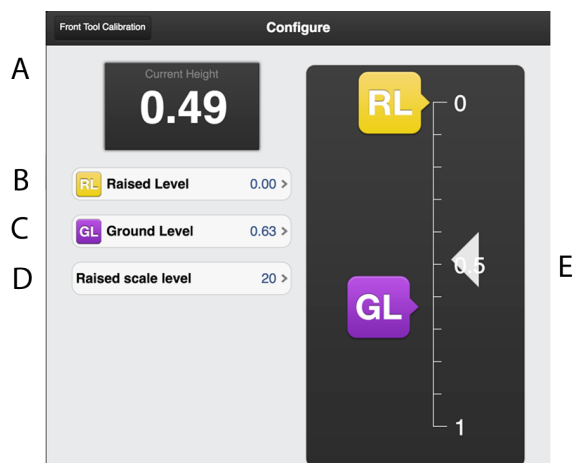 Front Tool Calibration
Configure
A
Current Height
0.49
B
RL Raised Level 0.00 >
C
GL Ground Level 0.63 >
D
Raised scale level 20 >
RL
0
0.5
E
GL
1